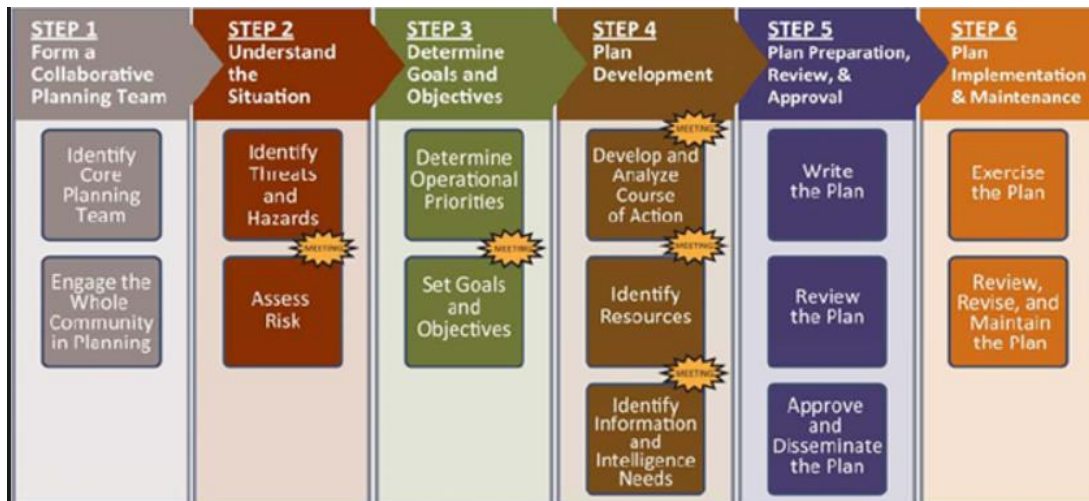 STEP 1
Form a
Collaborative
Planning Team
Identify
Core
Planning
Team
Engage the
Whole
Community
in Planning
STEP 2
Understand
the
Situation
Identify
Threats
and
Hazards
MEETING
Assess
Risk
STEP 3
Determine
Goals and
Objectives
Determine
Operational
Priorities
MEETING
Set Goals
and
Objectives
STEP 4
Plan
Development
MEETING
Develop and
Analyze
Course
of Action
MEETING
Identify
Resources
MEETING
Identify
Information
and
Intelligence
Needs
STEP 5
Plan Preparation,
Review, &
Approval
Write
the Plan
Review
the Plan
Approve
and
Disseminate
the Plan
STEP 6
Plan
Implementation
& Maintenance
Exercise
the Plan
Review,
Revise, and
Maintain
the Plan